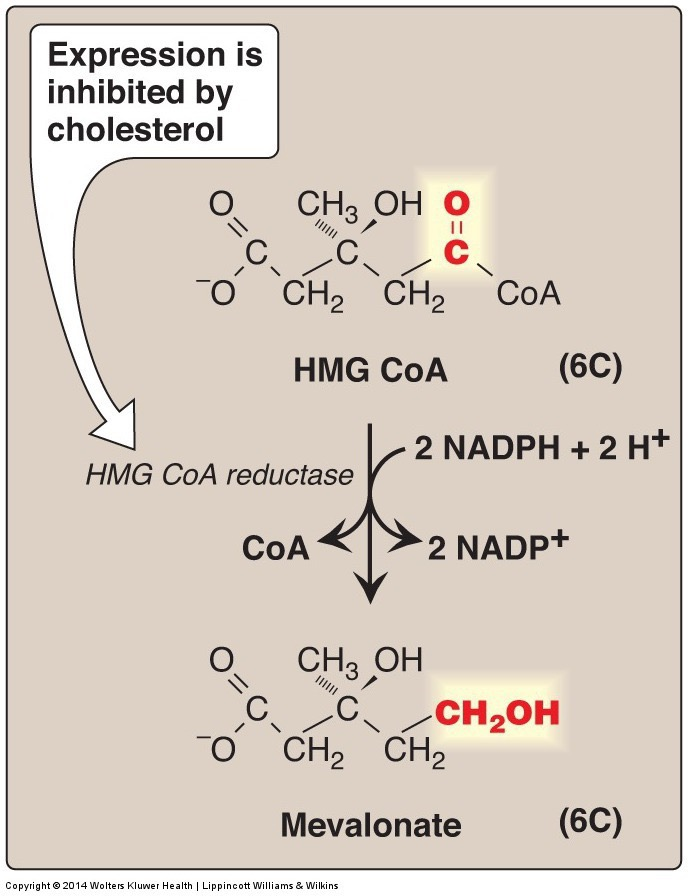 Expression is
inhibited by
cholesterol
O CH₃ OH O
C C C
⁻O CH₂ CH₂ CoA
HMG CoA (6C)
2 NADPH + 2 H⁺
HMG CoA reductase
CoA 2 NADP⁺
O CH₃ OH
C C CH₂OH
⁻O CH₂ CH₂
Mevalonate (6C)
Copyright © 2014 Wolters Kluwer Health | Lippincott Williams & Wilkins